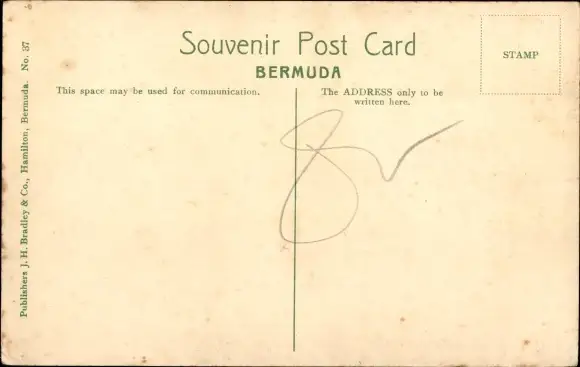 Souvenir Post Card
BERMUDA
STAMP
This space may be used for communication.
The ADDRESS only to be
written here.
Publishers J. H. Bradley & Co., Hamilton, Bermuda. No. 37